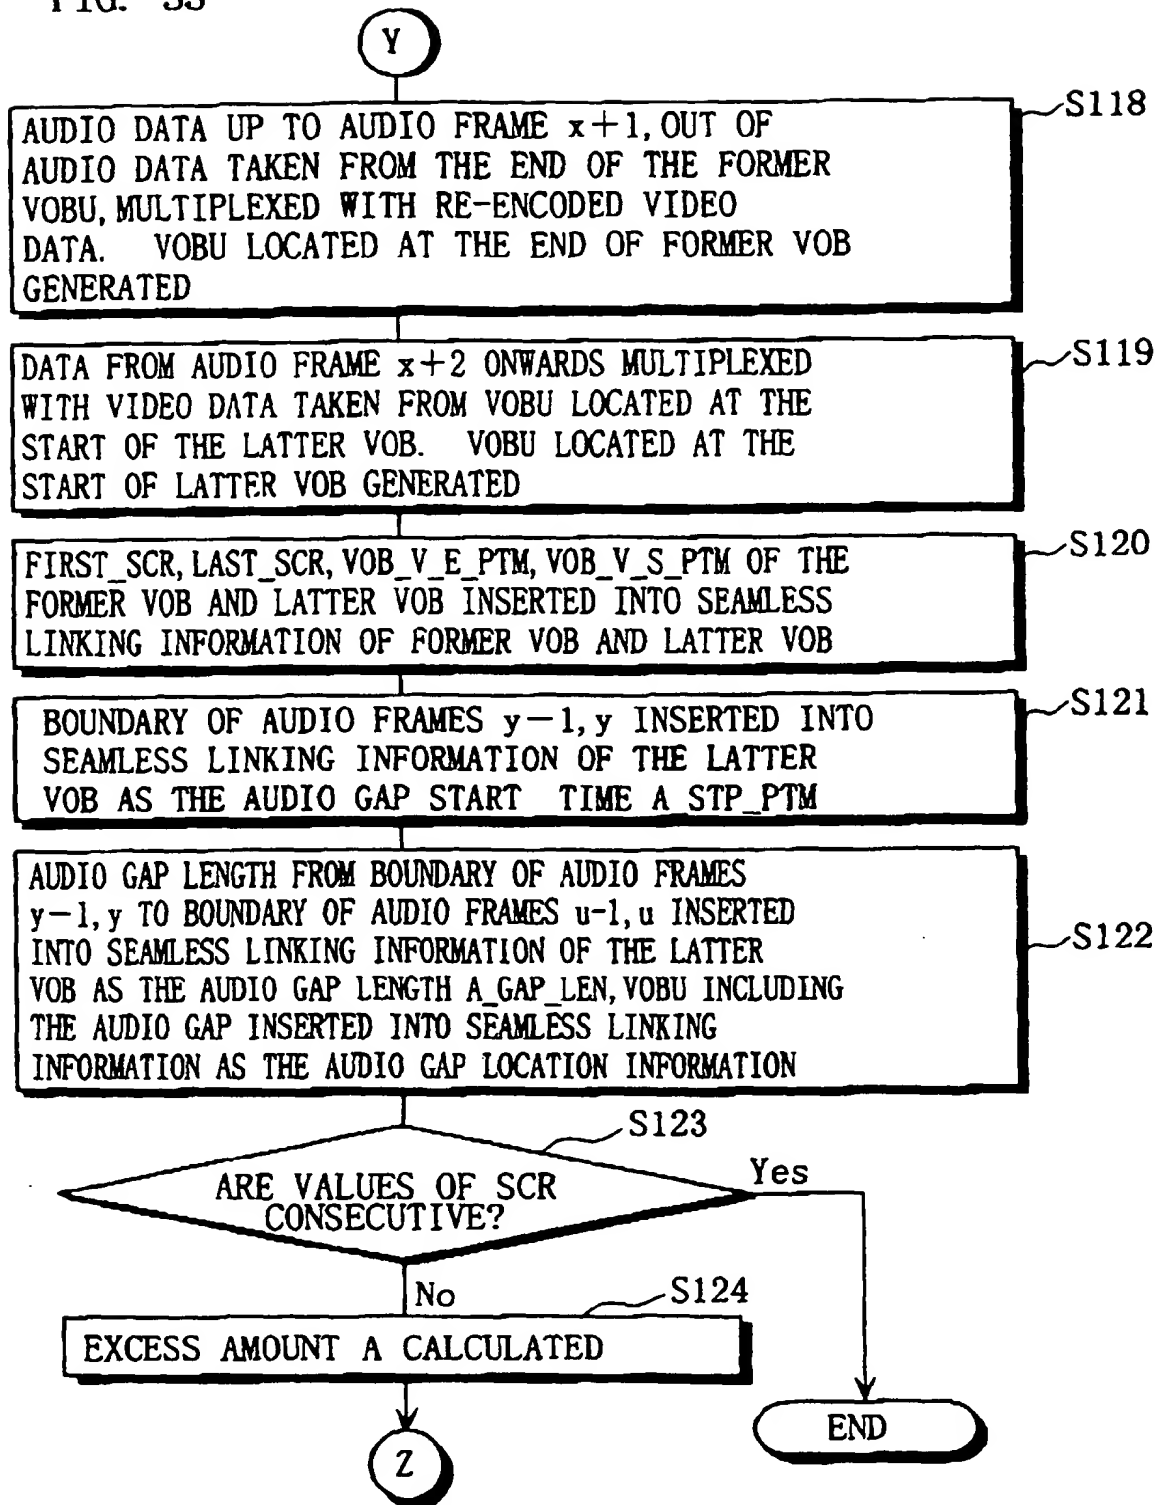 FIG. 33
Y
S118
AUDIO DATA UP TO AUDIO FRAME x+1, OUT OF
AUDIO DATA TAKEN FROM THE END OF THE FORMER
VOBU, MULTIPLEXED WITH RE-ENCODED VIDEO
DATA. VOBU LOCATED AT THE END OF FORMER VOB
GENERATED
S119
DATA FROM AUDIO FRAME x+2 ONWARDS MULTIPLEXED
WITH VIDEO DATA TAKEN FROM VOBU LOCATED AT THE
START OF THE LATTER VOB. VOBU LOCATED AT THE
START OF LATTER VOB GENERATED
S120
FIRST_SCR, LAST_SCR, VOB_V_E_PTM, VOB_V_S_PTM OF THE
FORMER VOB AND LATTER VOB INSERTED INTO SEAMLESS
LINKING INFORMATION OF FORMER VOB AND LATTER VOB
S121
BOUNDARY OF AUDIO FRAMES y-1, y INSERTED INTO
SEAMLESS LINKING INFORMATION OF THE LATTER
VOB AS THE AUDIO GAP START TIME A STP_PTM
S122
AUDIO GAP LENGTH FROM BOUNDARY OF AUDIO FRAMES
y-1, y TO BOUNDARY OF AUDIO FRAMES u-1, u INSERTED
INTO SEAMLESS LINKING INFORMATION OF THE LATTER
VOB AS THE AUDIO GAP LENGTH A_GAP_LEN, VOBU INCLUDING
THE AUDIO GAP INSERTED INTO SEAMLESS LINKING
INFORMATION AS THE AUDIO GAP LOCATION INFORMATION
S123
ARE VALUES OF SCR
CONSECUTIVE?
Yes
No
S124
EXCESS AMOUNT A CALCULATED
END
Z